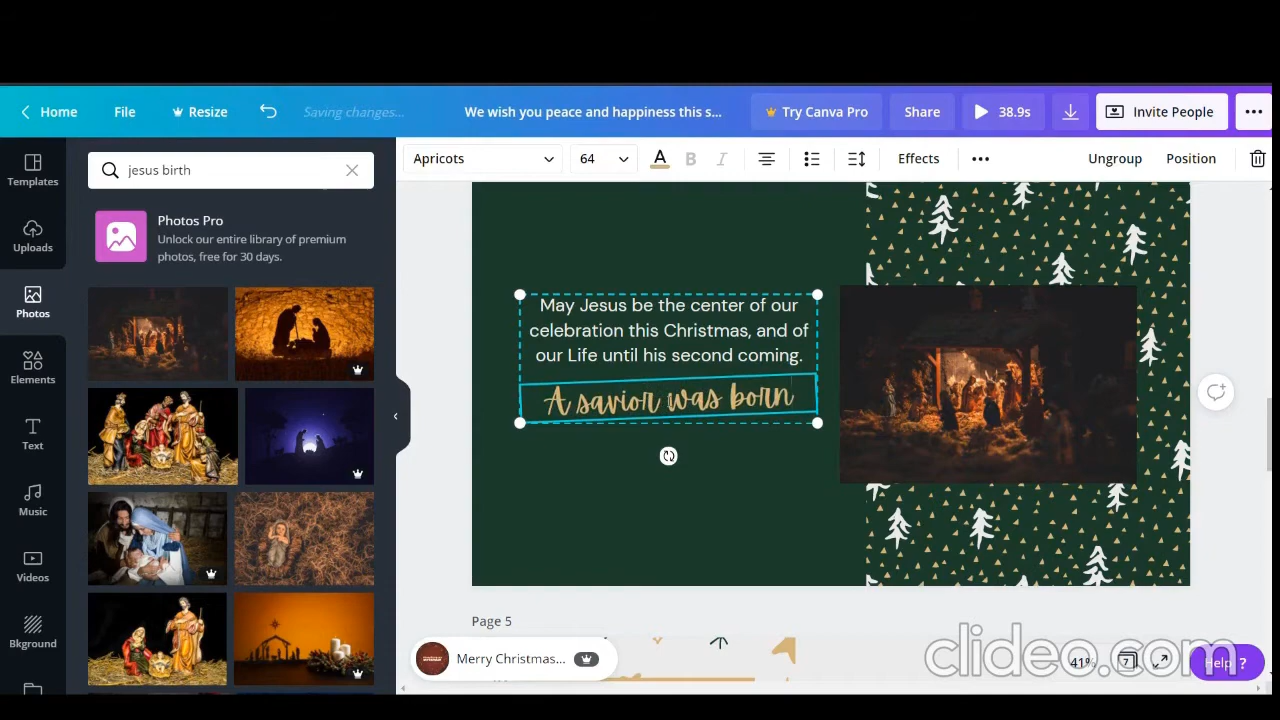 Home
File
Resize
Saving changes...
We wish you peace and happiness this s...
Try Canva Pro
Share
38.9s
Invite People
Templates
Uploads
Photos
Elements
Text
Music
Videos
Bkground
jesus birth
Photos Pro
Unlock our entire library of premium
photos, free for 30 days.
Apricots
64
A
B
I
Effects
Ungroup
Position
May Jesus be the center of our
celebration this Christmas, and of
our Life until his second coming.
A savior was born
Page 5
Merry Christmas...
41%
7
Help ?
clideo.com